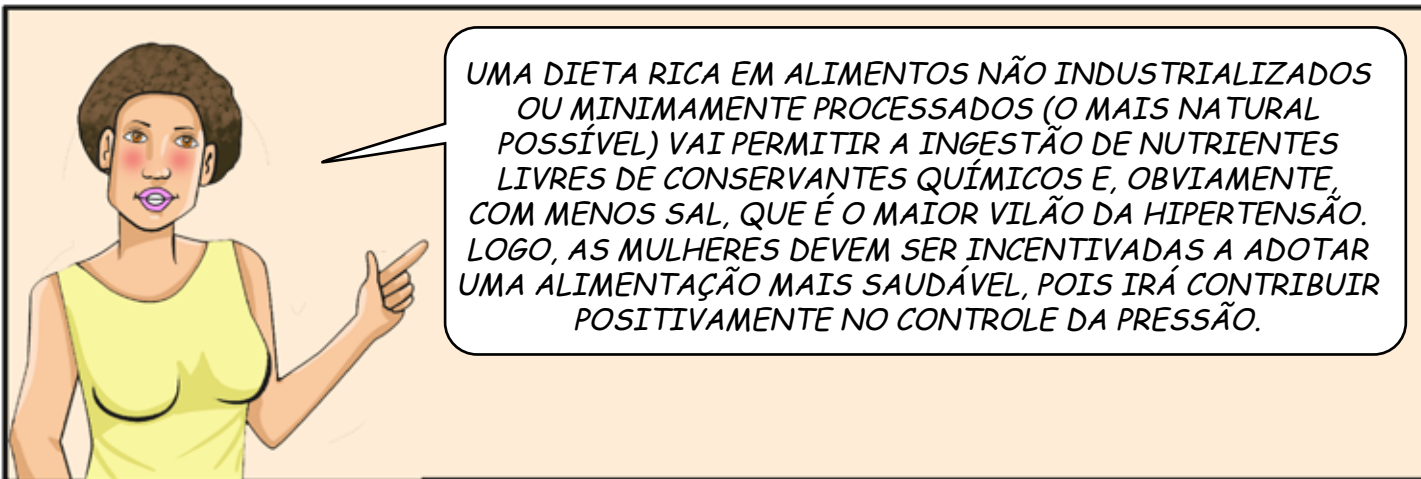 UMA DIETA RICA EM ALIMENTOS NÃO INDUSTRIALIZADOS
OU MINIMAMENTE PROCESSADOS (O MAIS NATURAL
POSSÍVEL) VAI PERMITIR A INGESTÃO DE NUTRIENTES
LIVRES DE CONSERVANTES QUÍMICOS E, OBVIAMENTE,
COM MENOS SAL, QUE É O MAIOR VILÃO DA HIPERTENSÃO.
LOGO, AS MULHERES DEVEM SER INCENTIVADAS A ADOTAR
UMA ALIMENTAÇÃO MAIS SAUDÁVEL, POIS IRÁ CONTRIBUIR
POSITIVAMENTE NO CONTROLE DA PRESSÃO.